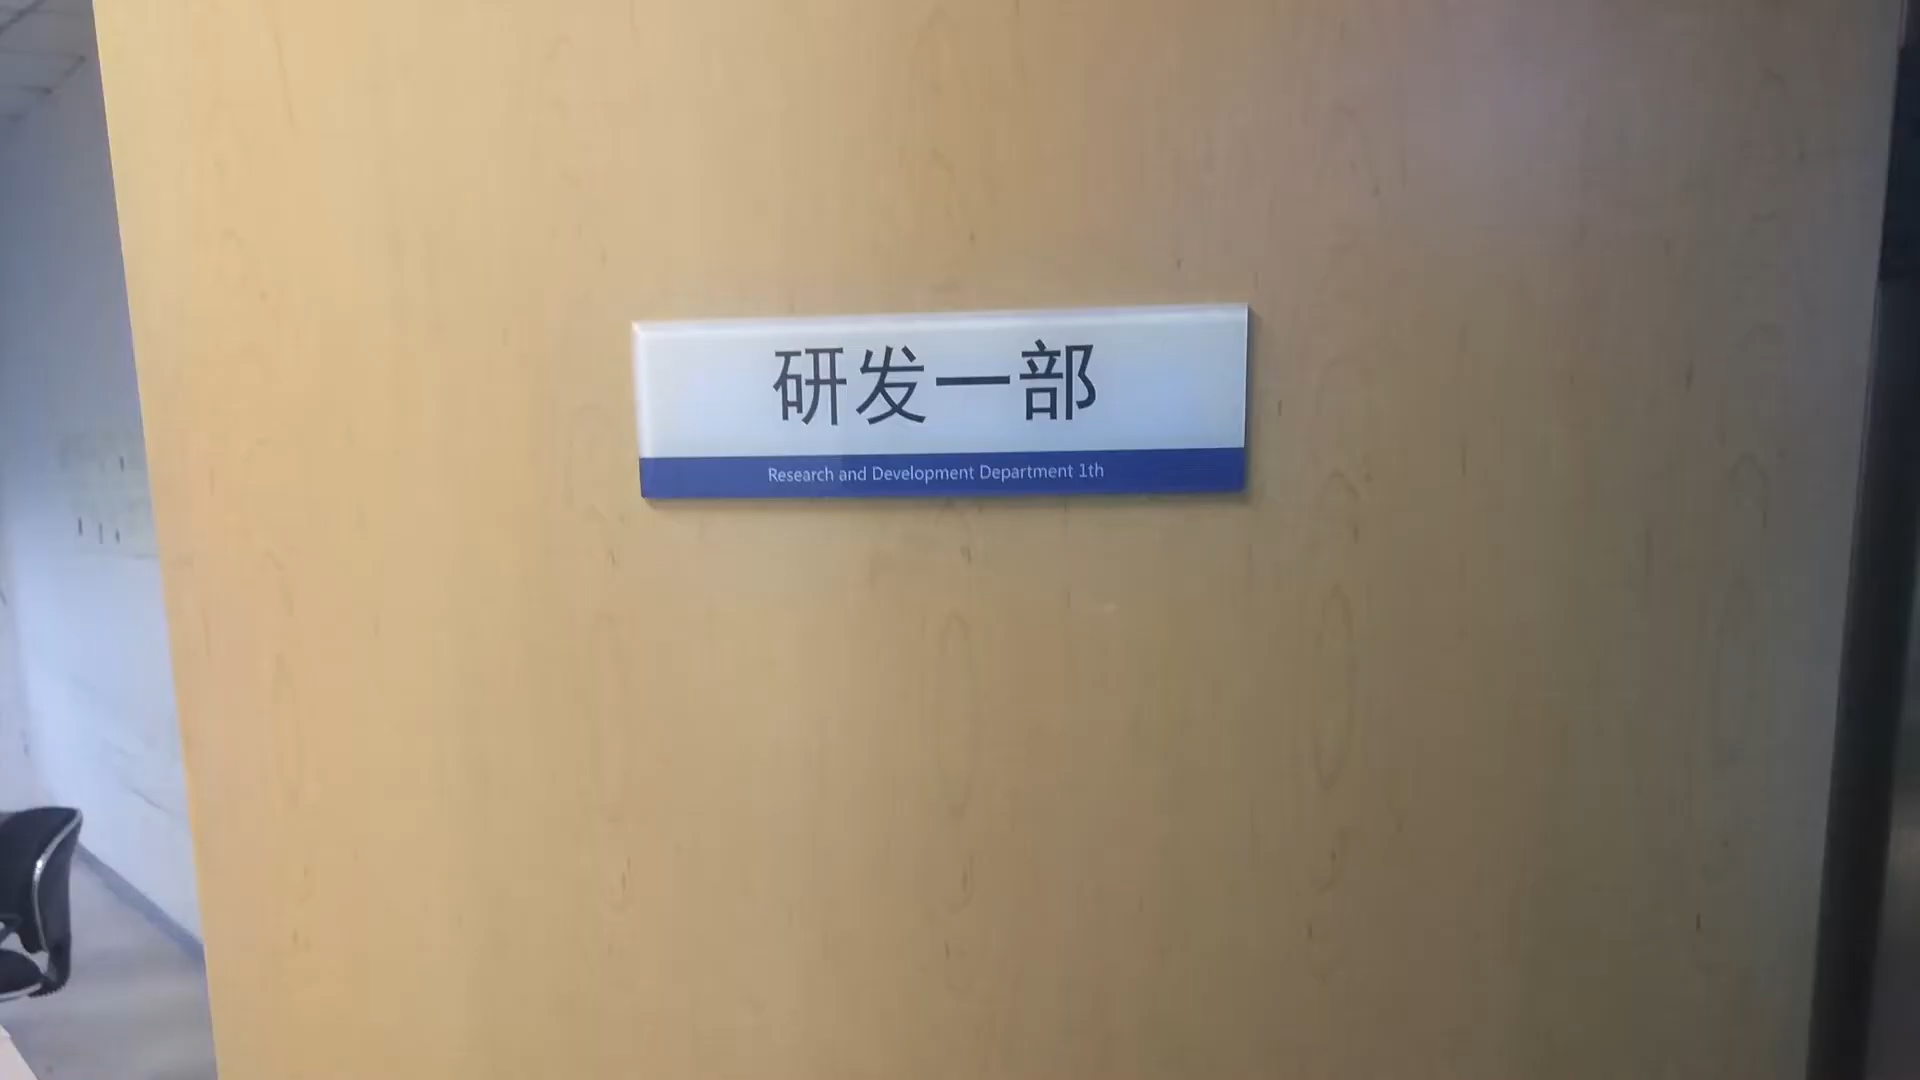 研发一部
Research and Development Department 1th